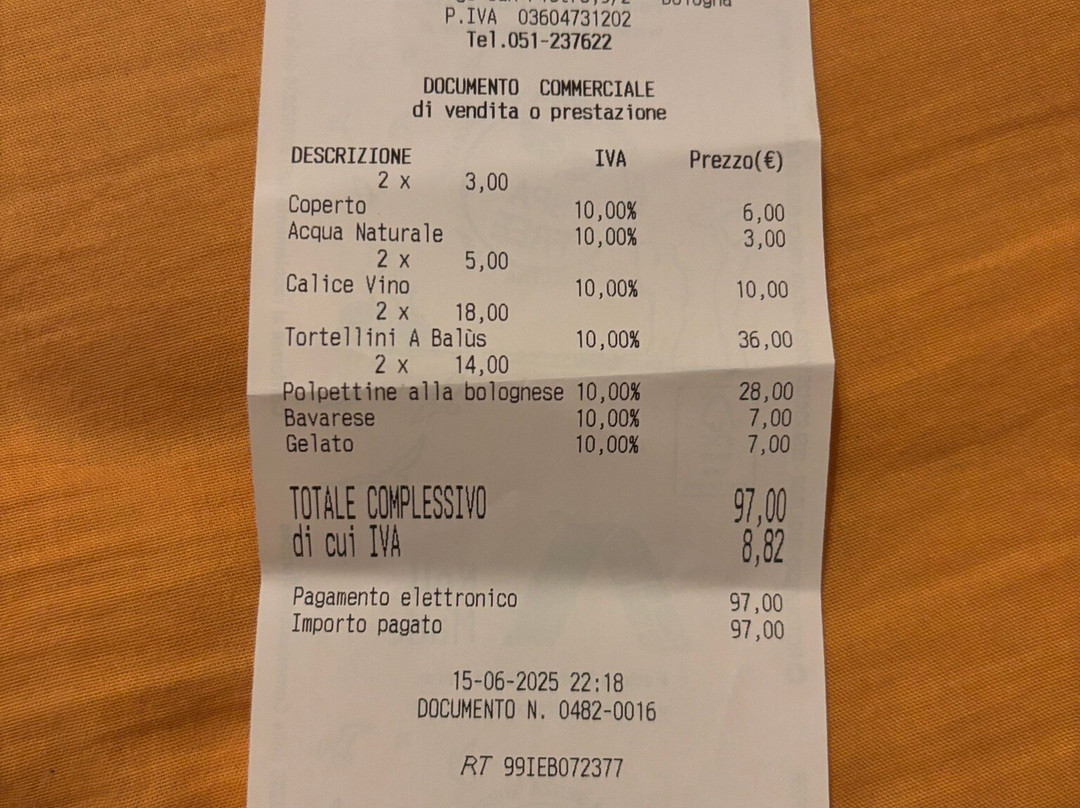 Bologna
P.IVA 03604731202
Tel.051-237622
DOCUMENTO COMMERCIALE
di vendita o prestazione
DESCRIZIONE IVA Prezzo(€)
2 x 3,00
Coperto 10,00% 6,00
Acqua Naturale 10,00% 3,00
2 x 5,00
Calice Vino 10,00% 10,00
2 x 18,00
Tortellini A Balùs 10,00% 36,00
2 x 14,00
Polpettine alla bolognese 10,00% 28,00
Bavarese 10,00% 7,00
Gelato 10,00% 7,00
TOTALE COMPLESSIVO 97,00
di cui IVA 8,82
Pagamento elettronico 97,00
Importo pagato 97,00
15-06-2025 22:18
DOCUMENTO N. 0482-0016
RT 99IEB072377